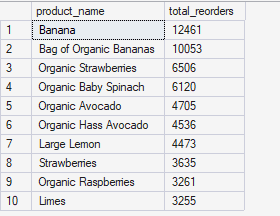 product_name total_reorders
1 Banana 12461
2 Bag of Organic Bananas 10053
3 Organic Strawberries 6506
4 Organic Baby Spinach 6120
5 Organic Avocado 4705
6 Organic Hass Avocado 4536
7 Large Lemon 4473
8 Strawberries 3635
9 Organic Raspberries 3261
10 Limes 3255